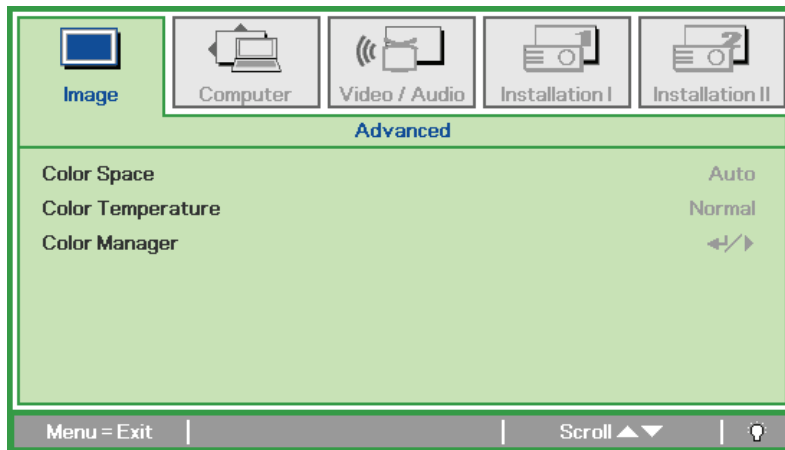 Image
Computer
Video / Audio
Installation I
Installation II
Advanced
Color Space Auto
Color Temperature Normal
Color Manager ↵/▶
Menu = Exit Scroll ▲▼